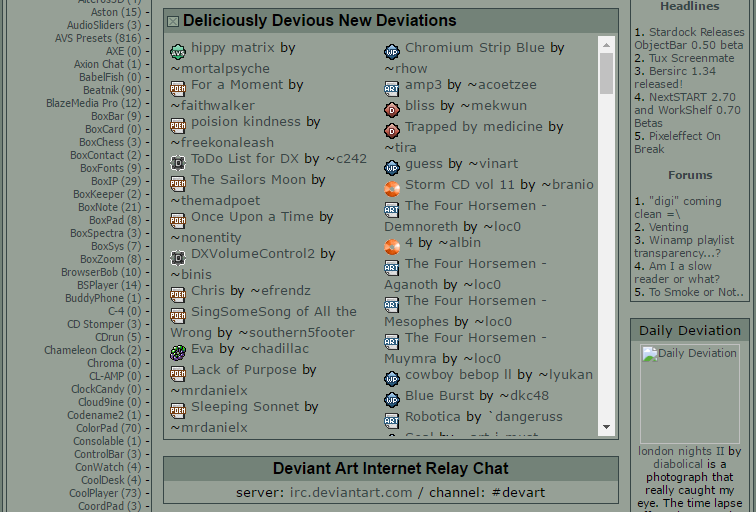 Alteros3D (4)
Aston (15) -
AudioSliders (3) -
AVS Presets (816) -
AXE (0) -
Axion Chat (1) -
BabelFish (0) -
Beatnik (90) -
BlazeMedia Pro (12) -
BoxBar (9) -
BoxCard (0) -
BoxChess (3) -
BoxContact (2) -
BoxFonts (9) -
BoxIP (29) -
BoxKeeper (2) -
BoxNote (21) -
BoxPad (8) -
BoxSpectra (3) -
BoxSys (7) -
BoxZoom (8) -
BrowserBob (10) -
BSPlayer (14) -
BuddyPhone (1) -
C-4 (0) -
CD Stomper (3) -
CDrun (5) -
Chameleon Clock (2) -
Chroma (0) -
CL-AMP (0) -
ClockCandy (0) -
Cloud9ine (0) -
Codename2 (1) -
ColorPad (70) -
Consolable (1) -
ControlBar (3) -
ConWatch (4) -
CoolDesk (4) -
CoolPlayer (73) -
CoordPad (3) -
Deliciously Devious New Deviations
hippy matrix by
~mortalpsyche
For a Moment by
~faithwalker
poision kindness by
~freekonaleash
ToDo List for DX by ~c242
The Sailors Moon by
~themadpoet
Once Upon a Time by
~nonentity
DXVolumeControl2 by
~binis
Chris by ~efrendz
SingSomeSong of All the
Wrong by ~southern5footer
Eva by ~chadillac
Lack of Purpose by
~mrdanielx
Sleeping Sonnet by
~mrdanielx
Chromium Strip Blue by
~rhow
amp3 by ~acoetzee
bliss by ~mekwun
Trapped by medicine by
~tira
guess by ~vinart
Storm CD vol 11 by ~branio
The Four Horsemen -
Demnoreth by ~loc0
4 by ~albin
The Four Horsemen -
Aganoth by ~loc0
The Four Horsemen -
Mesophes by ~loc0
The Four Horsemen -
Muymra by ~loc0
cowboy bebop ll by ~lyukan
Blue Burst by ~dkc48
Robotica by `dangeruss
Deviant Art Internet Relay Chat
server: irc.deviantart.com / channel: #devart
Headlines
1. Stardock Releases
ObjectBar 0.50 beta
2. Tux Screenmate
3. Bersirc 1.34
released!
4. NextSTART 2.70
and WorkShelf 0.70
Betas
5. Pixeleffect On
Break
Forums
1. "digi" coming
clean =\
2. Venting
3. Winamp playlist
transparency...?
4. Am I a slow
reader or what?
5. To Smoke or Not..
Daily Deviation
Daily Deviation
london nights II by
diabolical is a
photograph that
really caught my
eye. The time lapse